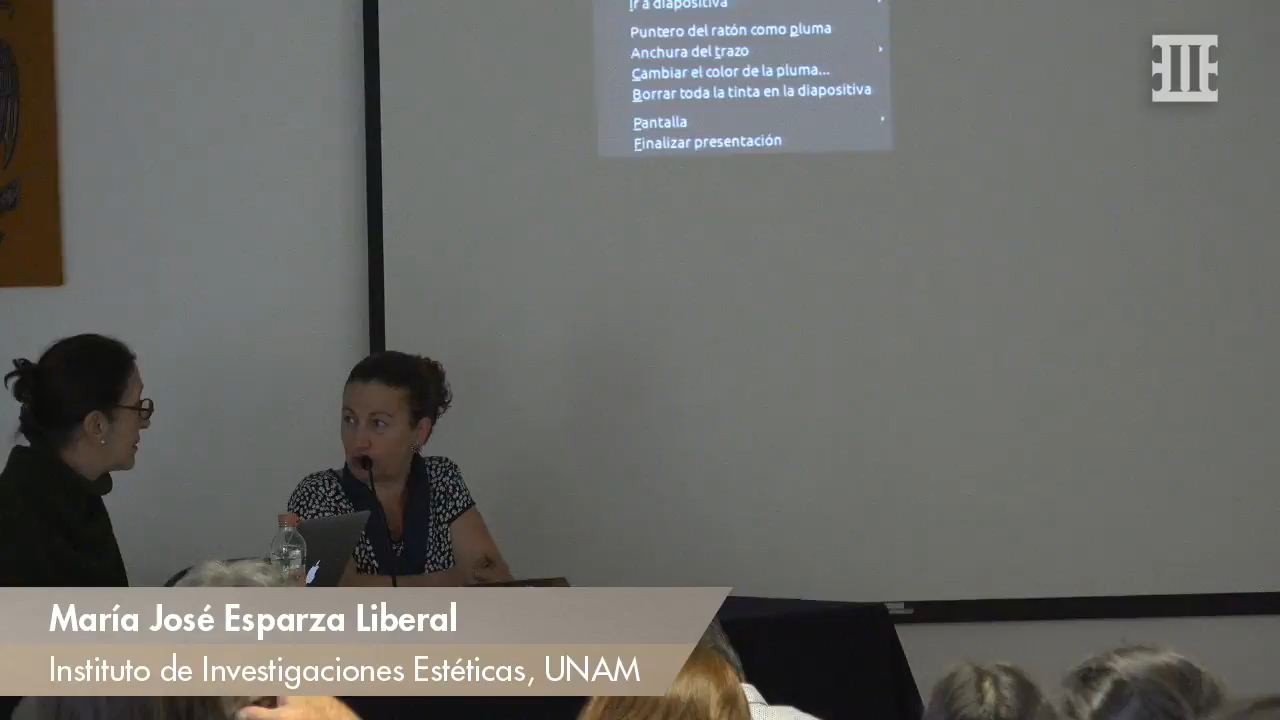 Ir a diapositiva
Puntero del ratón como pluma
Anchura del trazo
Cambiar el color de la pluma...
Borrar toda la tinta en la diapositiva
Pantalla
Finalizar presentación
María José Esparza Liberal
Instituto de Investigaciones Estéticas, UNAM